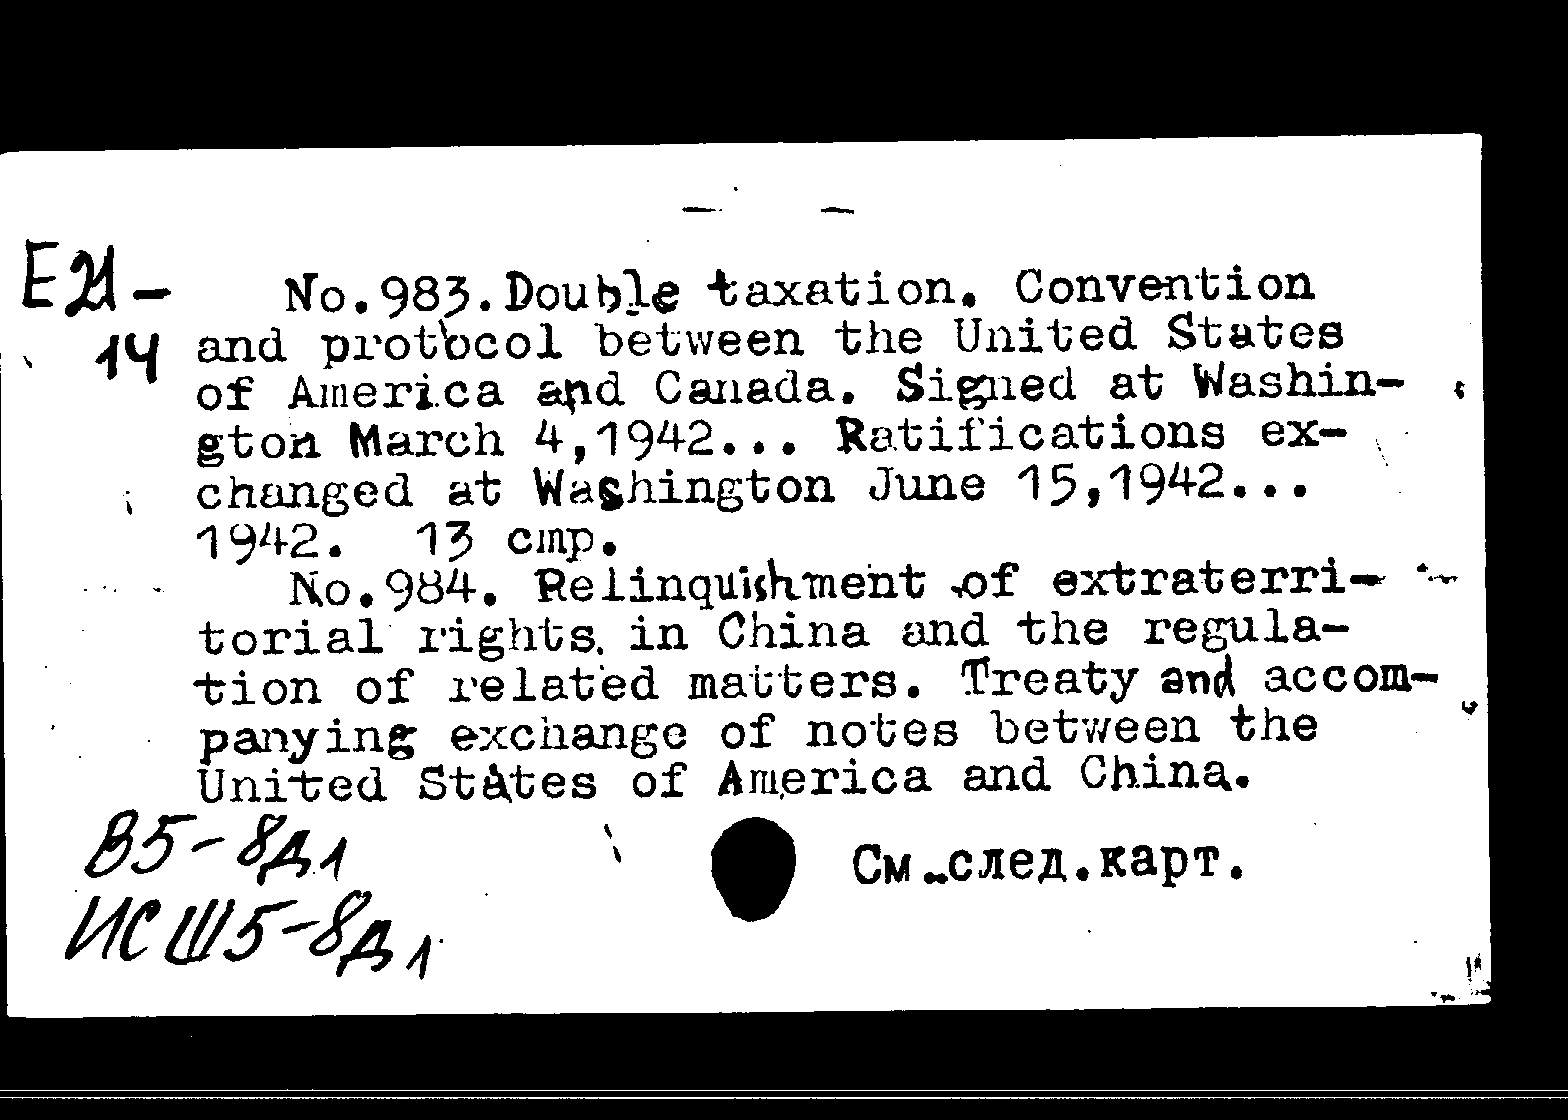 E21-
14
No.983.Double taxation. Convention
and protocol between the United States
of America and Canada. Signed at Washin-
gton March 4,1942... Ratifications ex-
changed at Washington June 15,1942...
1942. 13 стр.
No.984. Relinquishment of extraterri-
torial rights in China and the regula-
tion of related matters. Treaty and accom-
panying exchange of notes between the
United States of America and China.
В5-8д1
См.след.карт.
ИСШ5-8д1